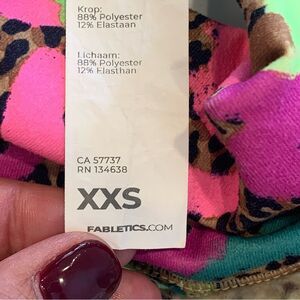 Krop:
88% Polyester
12% Elastaan
Lichaam:
88% Polyester
12% Elasthan
CA 57737
RN 134638
XXS
FABLETICS.COM